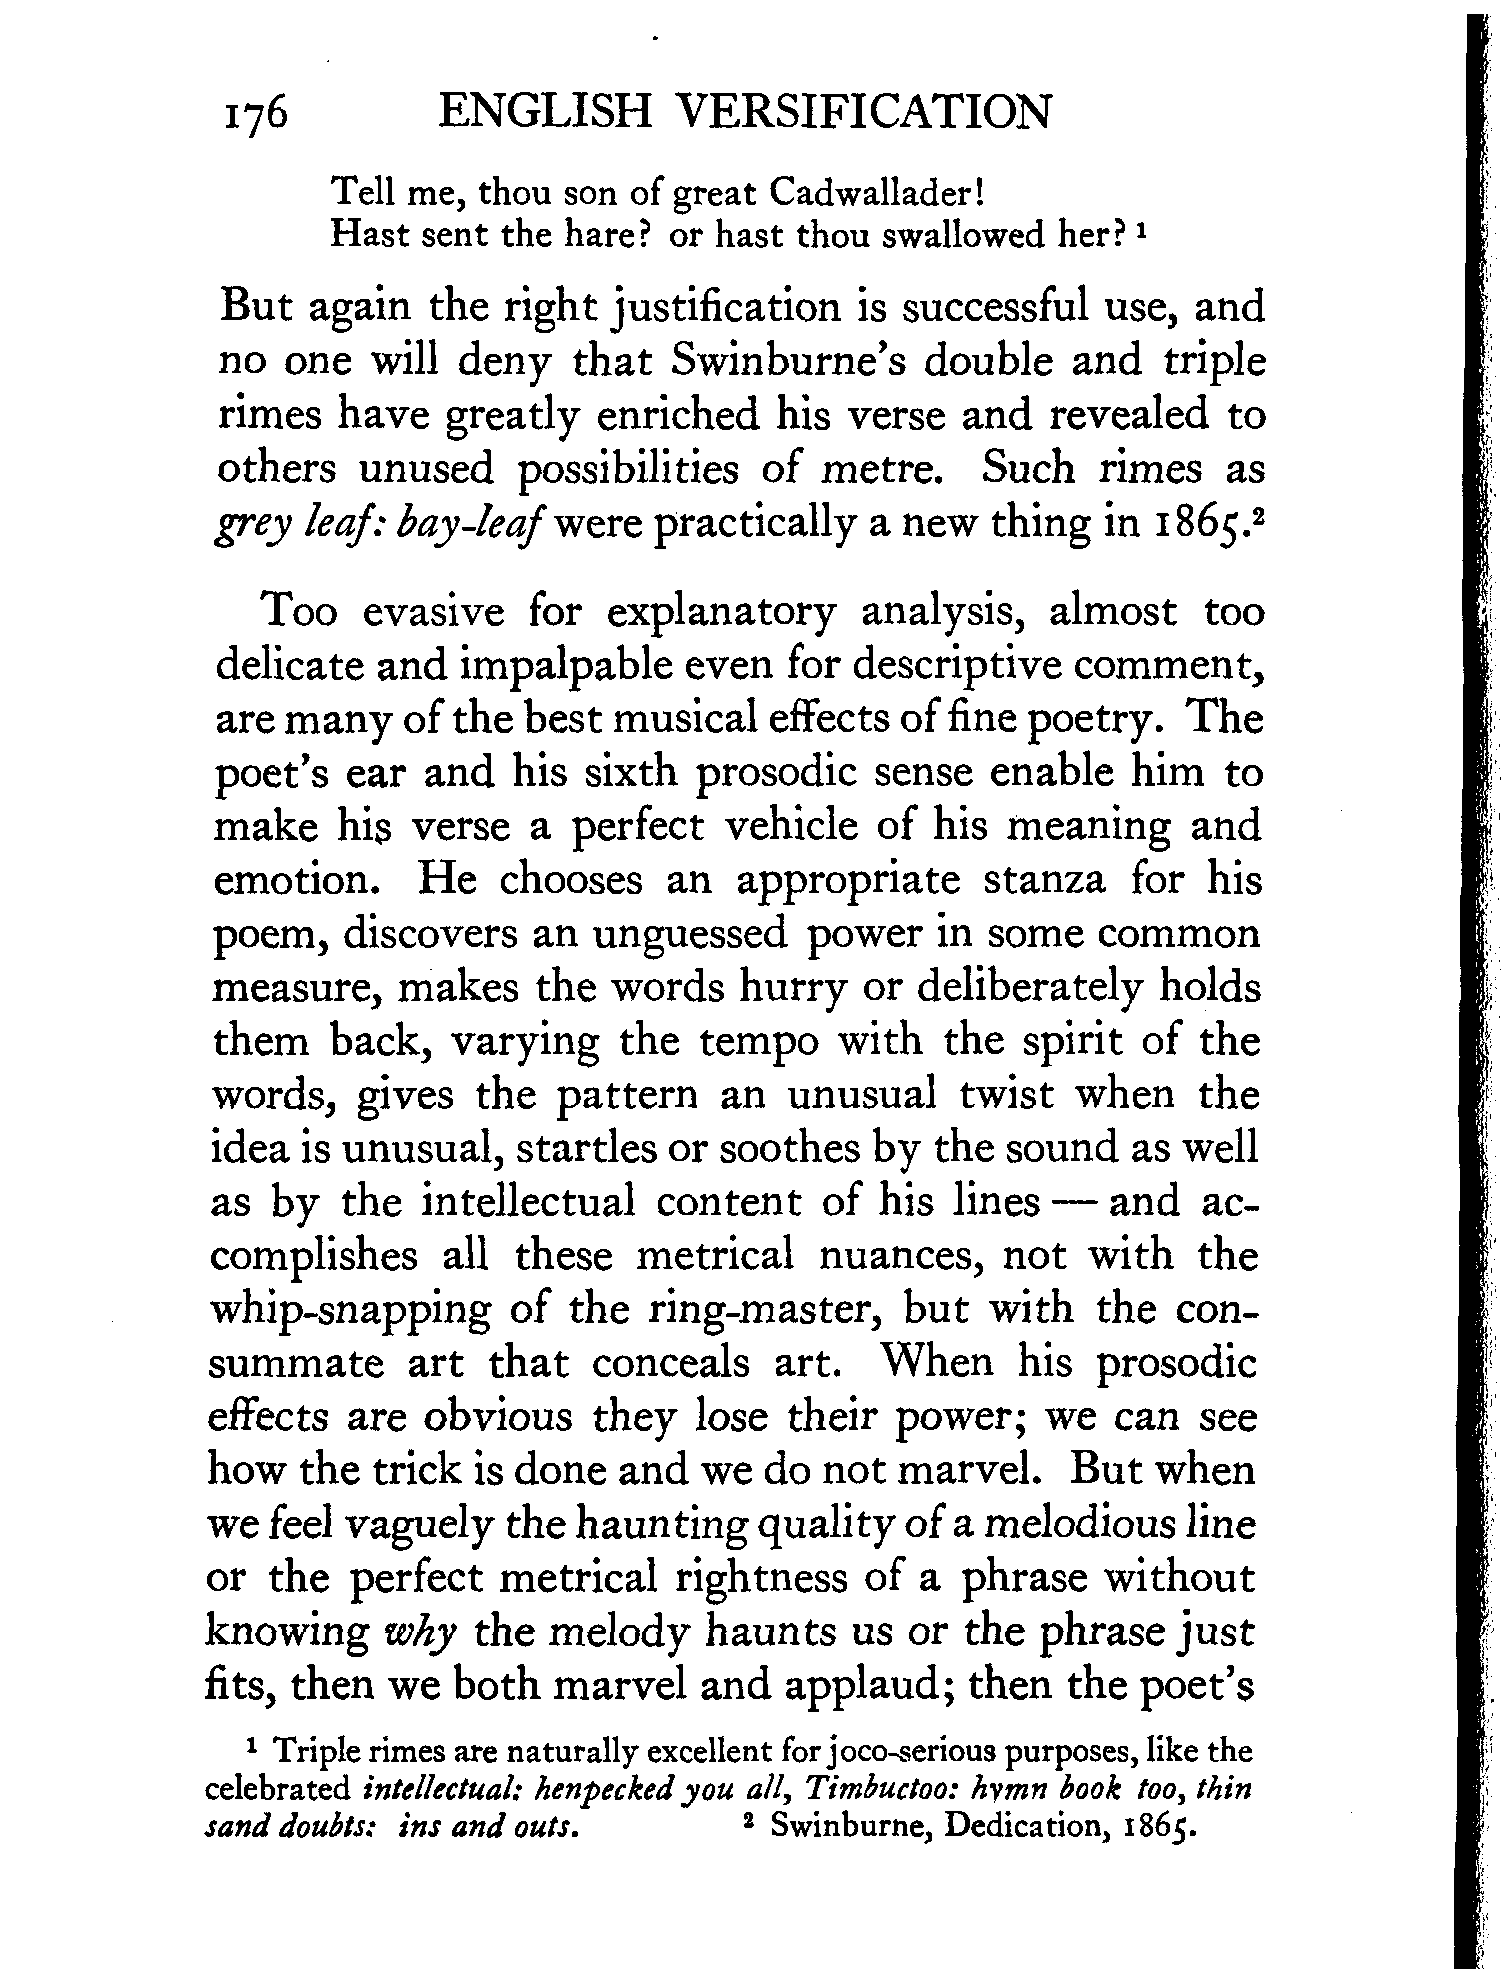 176 ENGLISH VERSIFICATION
Tell me, thou son of great Cadwallader!
Hast sent the hare? or hast thou swallowed her? ¹
But again the right justification is successful use, and
no one will deny that Swinburne's double and triple
rimes have greatly enriched his verse and revealed to
others unused possibilities of metre. Such rimes as
grey leaf: bay-leaf were practically a new thing in 1865.²
Too evasive for explanatory analysis, almost too
delicate and impalpable even for descriptive comment,
are many of the best musical effects of fine poetry. The
poet's ear and his sixth prosodic sense enable him to
make his verse a perfect vehicle of his meaning and
emotion. He chooses an appropriate stanza for his
poem, discovers an unguessed power in some common
measure, makes the words hurry or deliberately holds
them back, varying the tempo with the spirit of the
words, gives the pattern an unusual twist when the
idea is unusual, startles or soothes by the sound as well
as by the intellectual content of his lines — and ac-
complishes all these metrical nuances, not with the
whip-snapping of the ring-master, but with the con-
summate art that conceals art. When his prosodic
effects are obvious they lose their power; we can see
how the trick is done and we do not marvel. But when
we feel vaguely the haunting quality of a melodious line
or the perfect metrical rightness of a phrase without
knowing why the melody haunts us or the phrase just
fits, then we both marvel and applaud; then the poet's
¹ Triple rimes are naturally excellent for joco-serious purposes, like the
celebrated intellectual: henpecked you all, Timbuctoo: hymn book too, thin
sand doubts: ins and outs. ² Swinburne, Dedication, 1865.